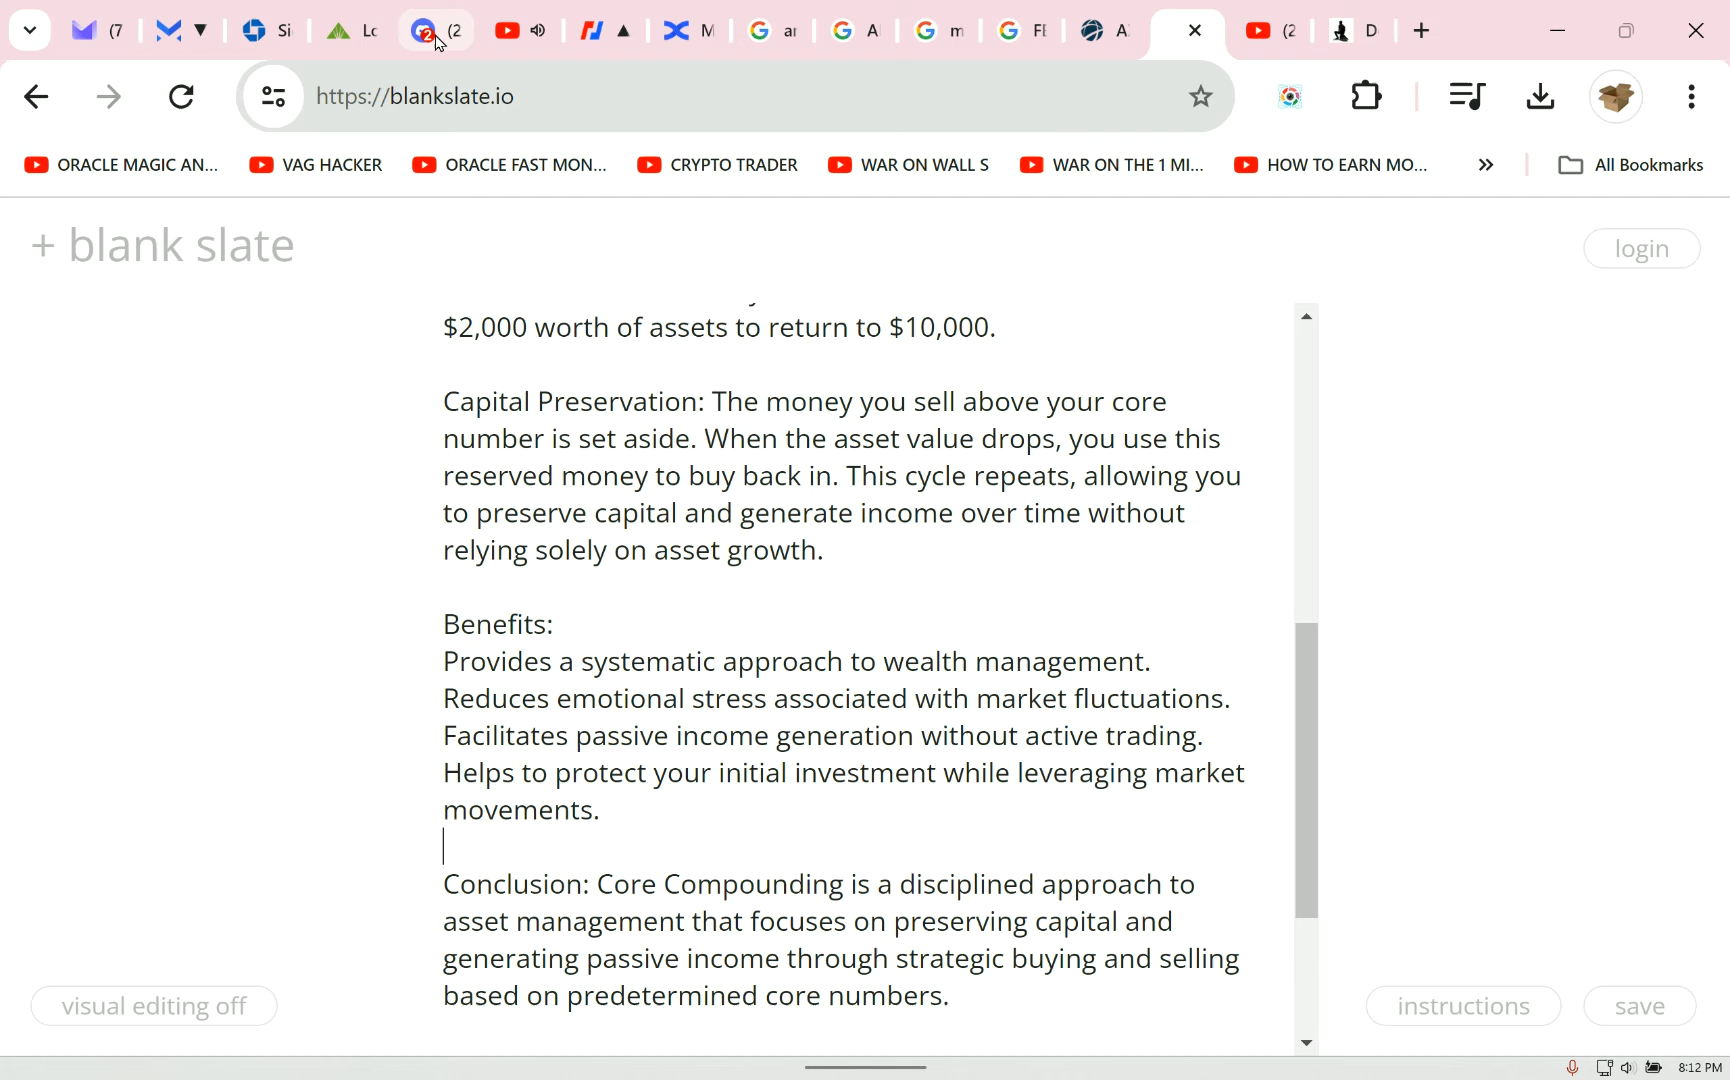 (7
▼
Si
Lc
2
(2
▲
M
ar
A
m
FE
A
(2
D
https://blankslate.io
ORACLE MAGIC AN...
VAG HACKER
ORACLE FAST MON...
CRYPTO TRADER
WAR ON WALL S
WAR ON THE 1 MI...
HOW TO EARN MO...
»
All Bookmarks
+ blank slate
login
$2,000 worth of assets to return to $10,000.
Capital Preservation: The money you sell above your core
number is set aside. When the asset value drops, you use this
reserved money to buy back in. This cycle repeats, allowing you
to preserve capital and generate income over time without
relying solely on asset growth.
Benefits:
Provides a systematic approach to wealth management.
Reduces emotional stress associated with market fluctuations.
Facilitates passive income generation without active trading.
Helps to protect your initial investment while leveraging market
movements.
Conclusion: Core Compounding is a disciplined approach to
asset management that focuses on preserving capital and
generating passive income through strategic buying and selling
based on predetermined core numbers.
visual editing off
instructions
save
8:12 PM